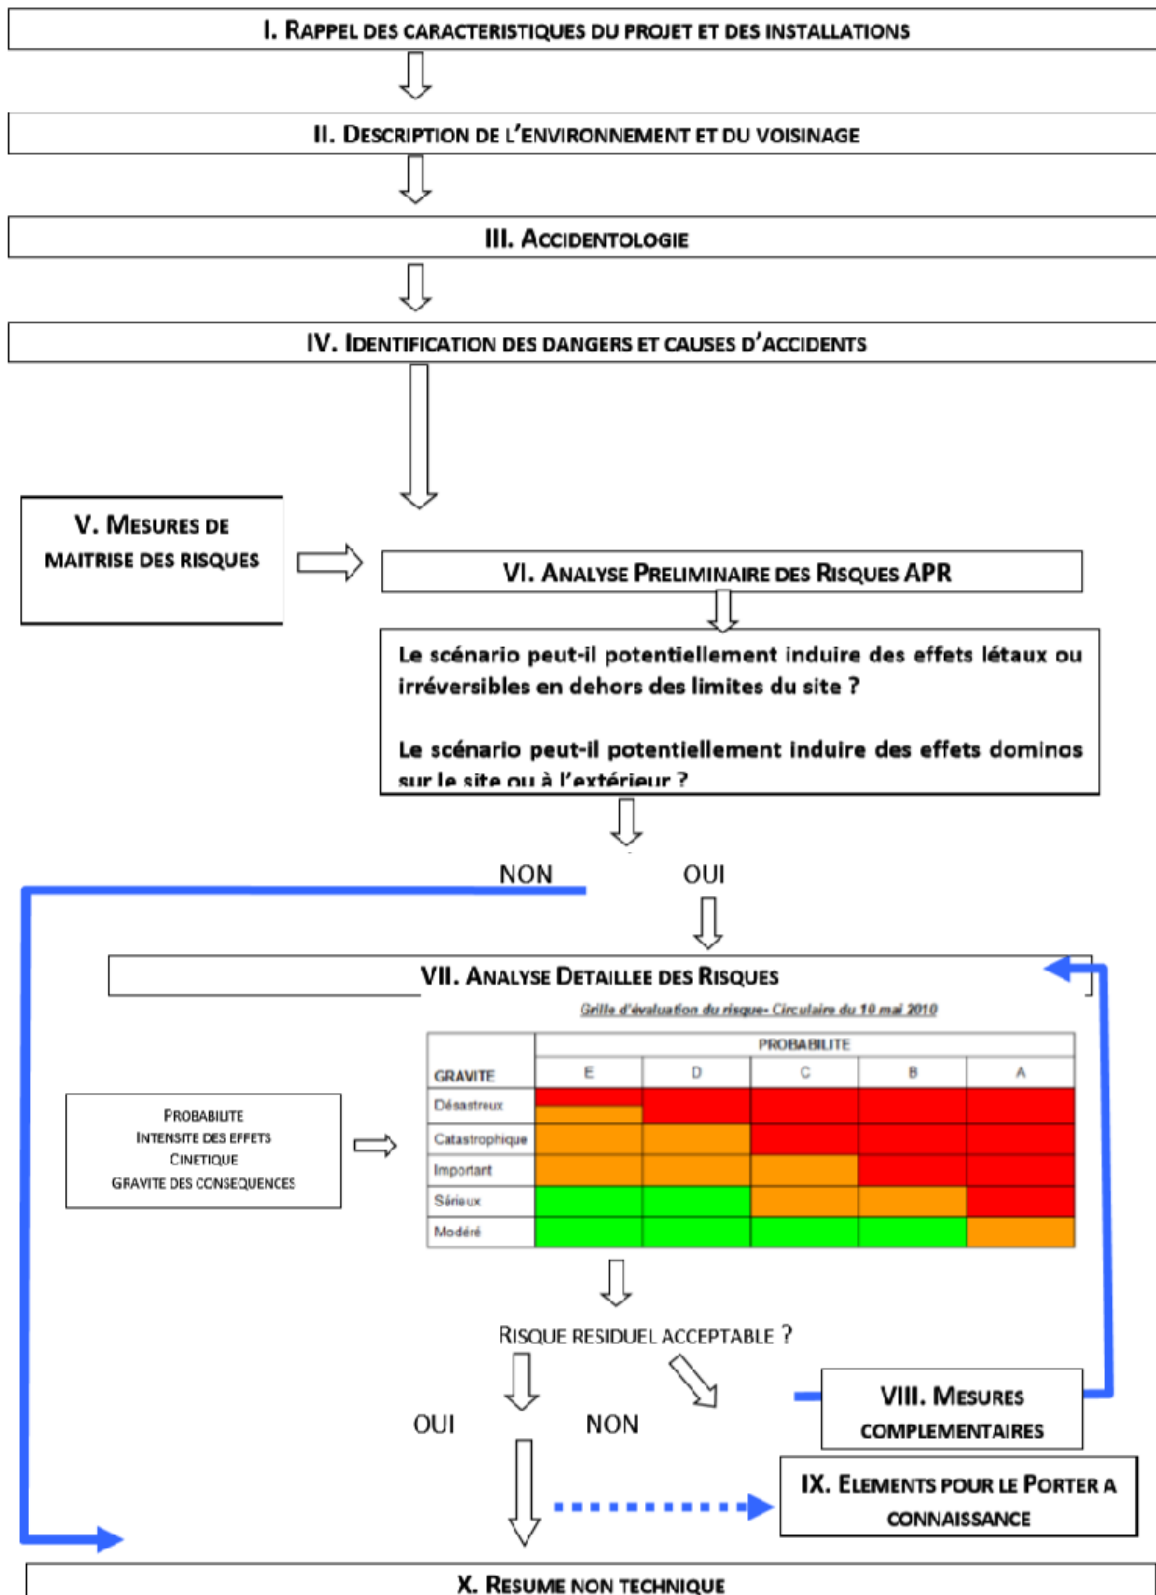 I. RAPPEL DES CARACTERISTIQUES DU PROJET ET DES INSTALLATIONS
II. DESCRIPTION DE L'ENVIRONNEMENT ET DU VOISINAGE
III. ACCIDENTOLOGIE
IV. IDENTIFICATION DES DANGERS ET CAUSES D'ACCIDENTS
V. MESURES DE
MAITRISE DES RISQUES
VI. ANALYSE PRELIMINAIRE DES RISQUES APR
Le scénario peut-il potentiellement induire des effets létaux ou
irréversibles en dehors des limites du site ?
Le scénario peut-il potentiellement induire des effets dominos
sur le site ou à l'extérieur ?
NON OUI
VII. ANALYSE DETAILLEE DES RISQUES
Grille d'évaluation du risque- Circulaire du 10 mai 2010
PROBABILITE
GRAVITE E D C B A
Désastreux
Catastrophique
Important
Sérieux
Modéré
PROBABILITE
INTENSITE DES EFFETS
CINETIQUE
GRAVITE DES CONSEQUENCES
RISQUE RESIDUEL ACCEPTABLE ?
OUI NON
VIII. MESURES
COMPLEMENTAIRES
IX. ELEMENTS POUR LE PORTER A
CONNAISSANCE
X. RESUME NON TECHNIQUE